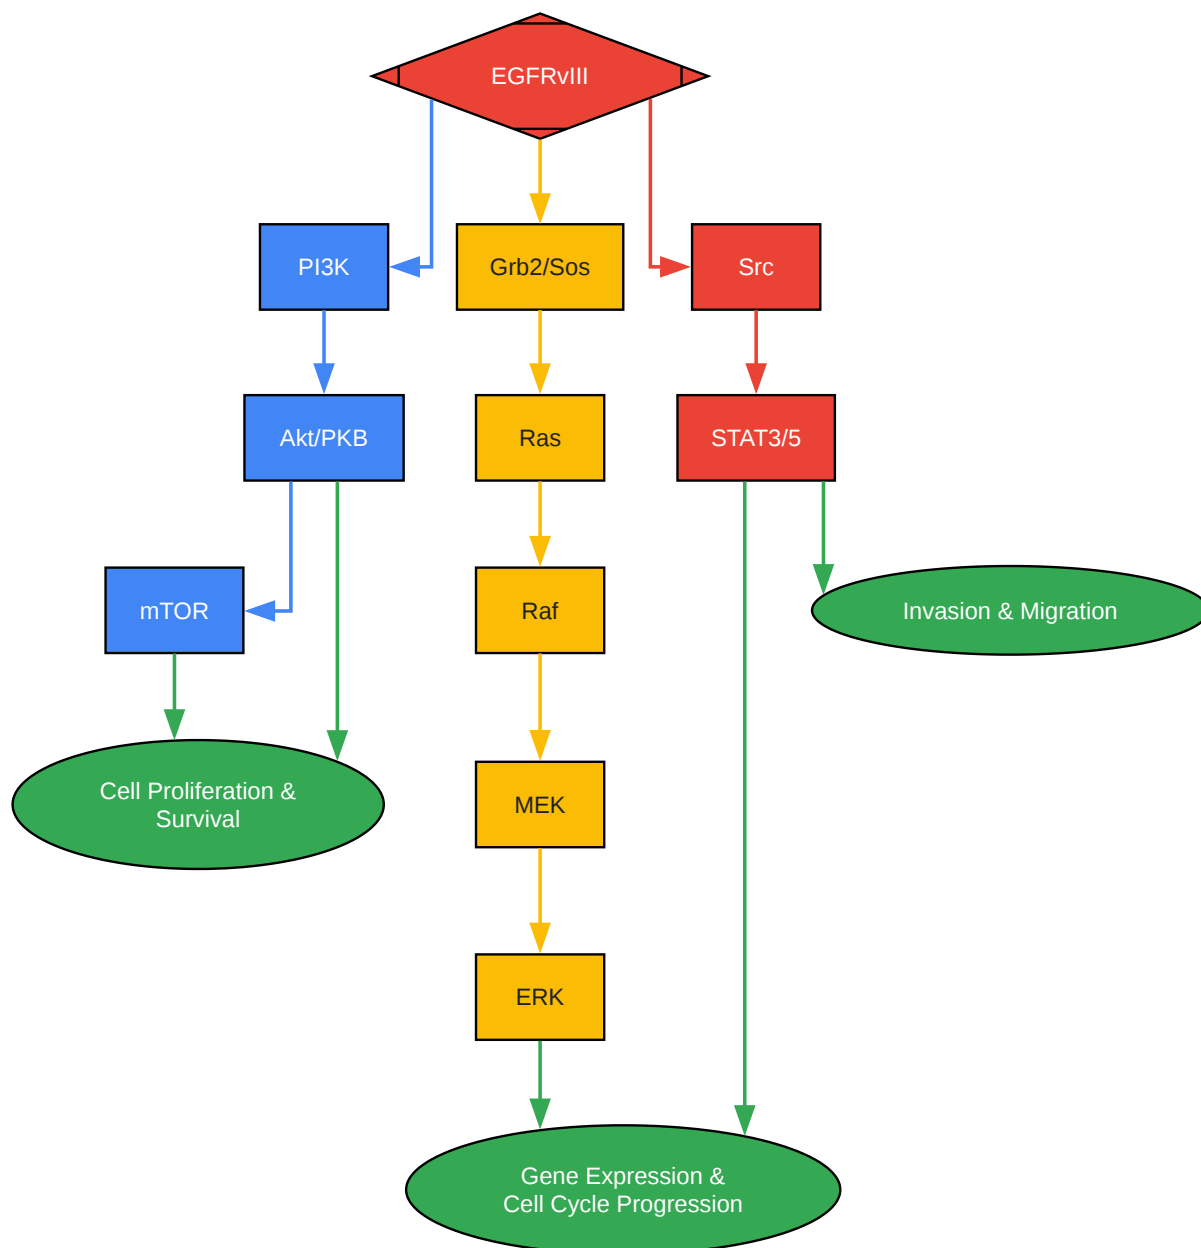 EGFRvIII
PI3K
Grb2/Sos
Src
Akt/PKB
Ras
STAT3/5
mTOR
Raf
Invasion & Migration
Cell Proliferation &
Survival
MEK
ERK
Gene Expression &
Cell Cycle Progression